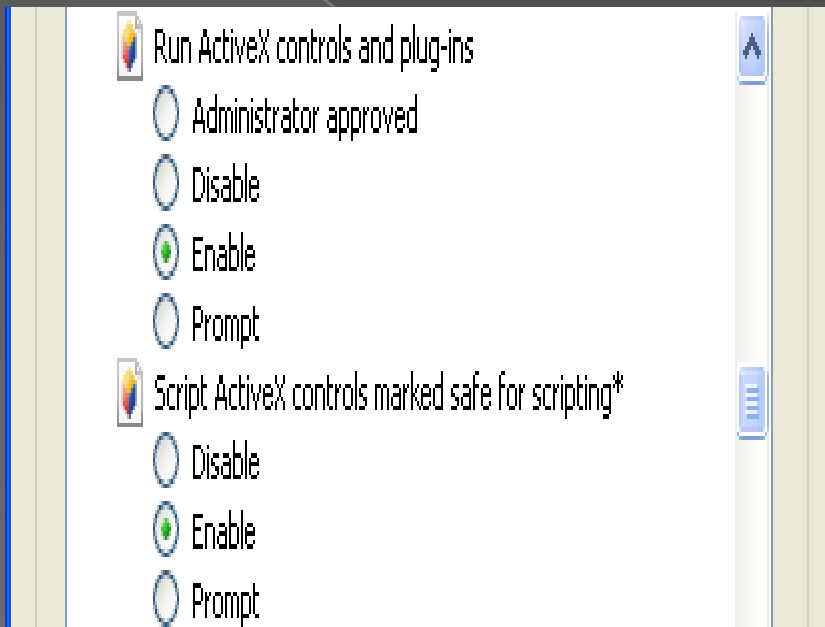 Run ActiveX controls and plug-ins
Administrator approved
Disable
Enable
Prompt
Script ActiveX controls marked safe for scripting*
Disable
Enable
Prompt